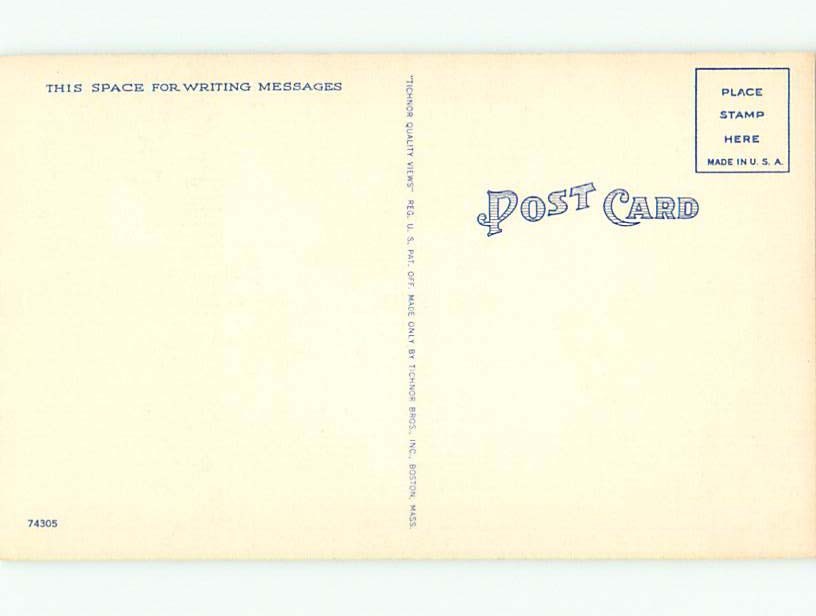 THIS SPACE FOR WRITING MESSAGES
"TICHNOR QUALITY VIEWS" REG. U. S. PAT. OFF. MADE ONLY BY TICHNOR BROS., INC., BOSTON, MASS.
PLACE
STAMP
HERE
MADE IN U. S. A.
POST CARD
74305